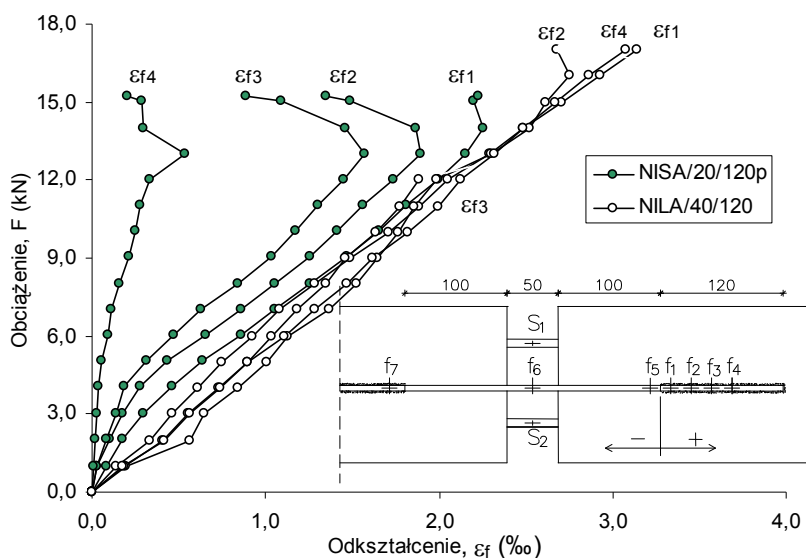 18,0
15,0
12,0
9,0
6,0
3,0
0,0
Obciążenie, F (kN)
εf4
εf3
εf2
εf1
εf2
εf4
εf1
εf3
NISA/20/120p
NILA/40/120
100
50
100
120
S1
f7
f6
f5
f1
f2
f3
f4
S2
− +
0,0
1,0
2,0
3,0
4,0
Odkształcenie, εf (‰)